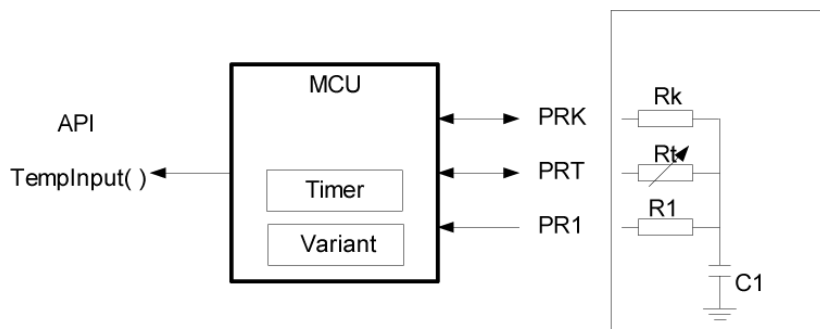 MCU
API
TempInput( )
Timer
Variant
PRK
PRT
PR1
Rk
Rt
R1
C1